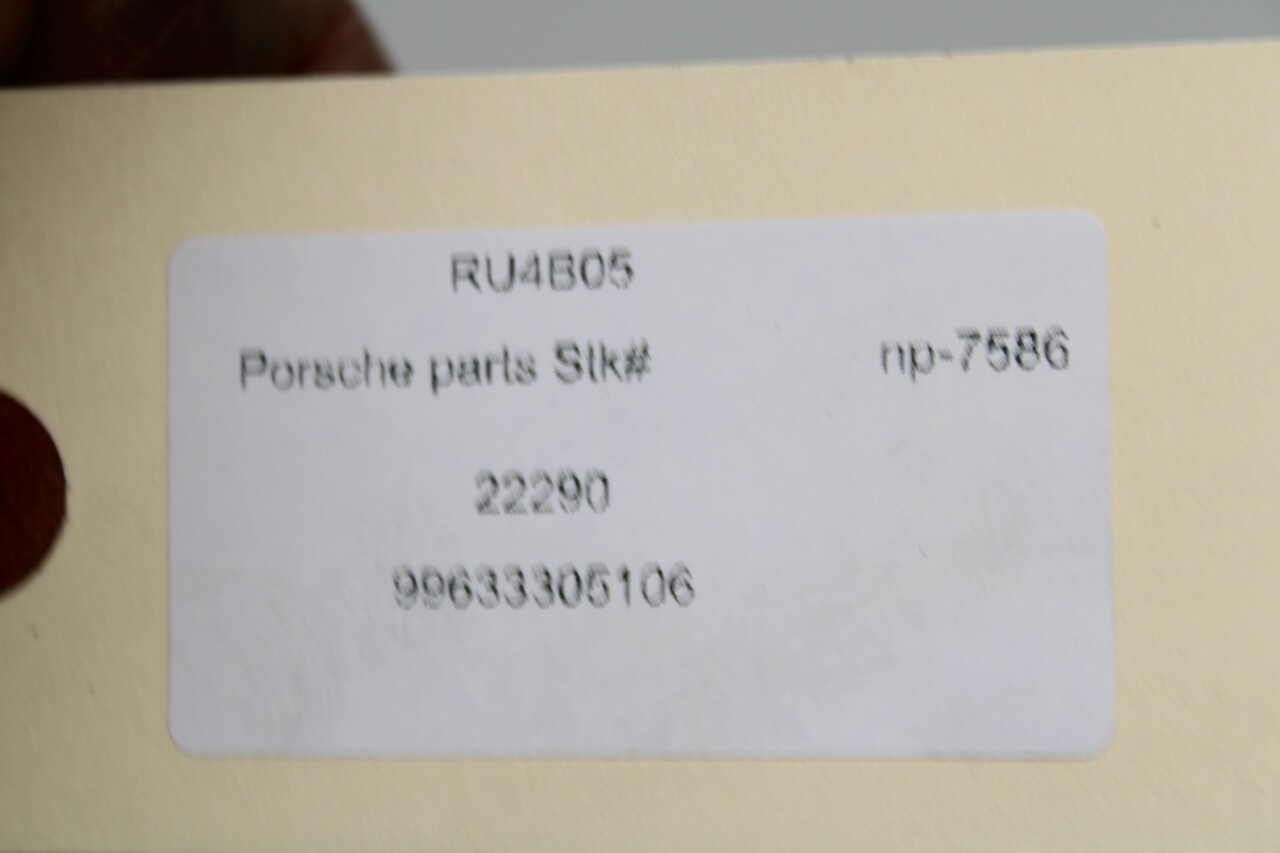 RU4B05
Porsche parts Stk# np-7586
22290
99633305106